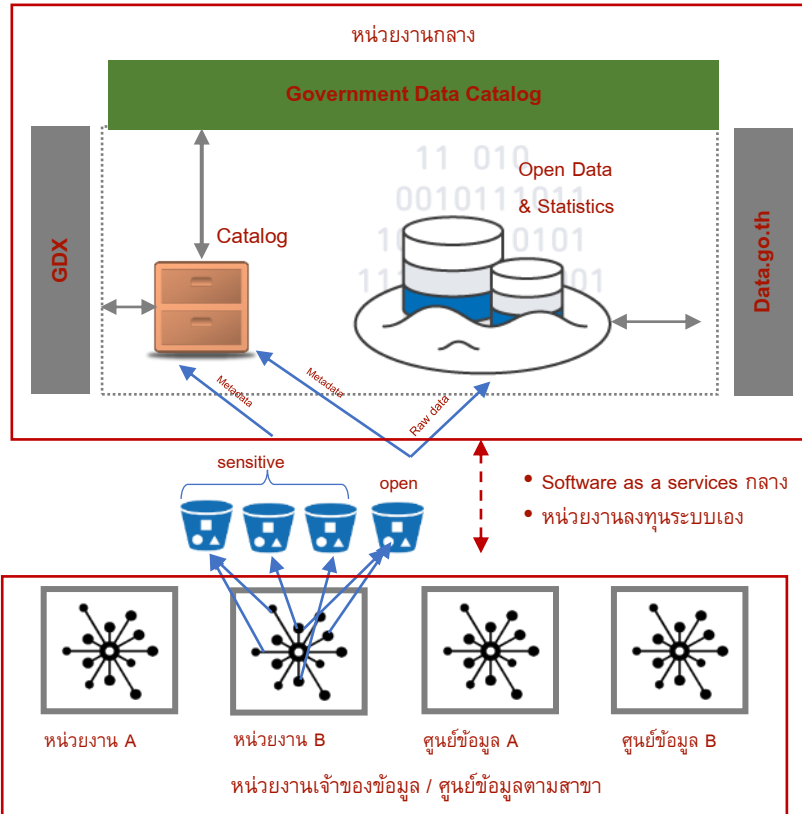 หน่วยงานกลาง
Government Data Catalog
11 010
Open Data
0010111011
& Statistics
Catalog
GDX
Data.go.th
Metadata
Metadata
Raw data
sensitive
open
• Software as a services กลาง
• หน่วยงานลงทุนระบบเอง
หน่วยงาน A
หน่วยงาน B
ศูนย์ข้อมูล A
ศูนย์ข้อมูล B
หน่วยงานเจ้าของข้อมูล / ศูนย์ข้อมูลตามสาขา